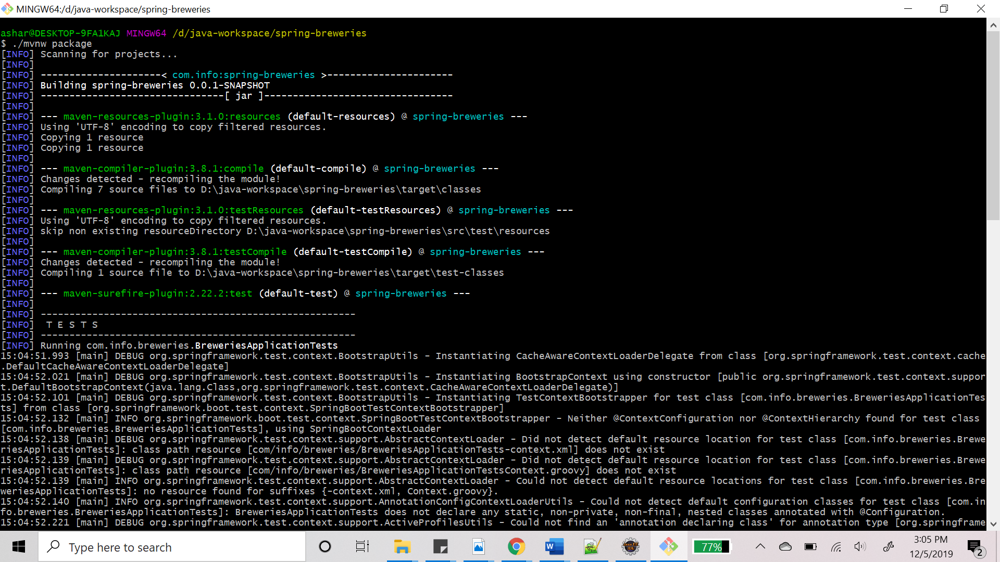 MINGW64:/d/java-workspace/spring-breweries
ashar@DESKTOP-9FA1KAJ MINGW64 /d/java-workspace/spring-breweries
$ ./mvnw package
[INFO] Scanning for projects...
[INFO]
[INFO] ---------------------< com.info:spring-breweries >----------------------
[INFO] Building spring-breweries 0.0.1-SNAPSHOT
[INFO] --------------------------------[ jar ]---------------------------------
[INFO]
[INFO] --- maven-resources-plugin:3.1.0:resources (default-resources) @ spring-breweries ---
[INFO] Using 'UTF-8' encoding to copy filtered resources.
[INFO] Copying 1 resource
[INFO] Copying 1 resource
[INFO]
[INFO] --- maven-compiler-plugin:3.8.1:compile (default-compile) @ spring-breweries ---
[INFO] Changes detected - recompiling the module!
[INFO] Compiling 7 source files to D:\java-workspace\spring-breweries\target\classes
[INFO]
[INFO] --- maven-resources-plugin:3.1.0:testResources (default-testResources) @ spring-breweries ---
[INFO] Using 'UTF-8' encoding to copy filtered resources.
[INFO] skip non existing resourceDirectory D:\java-workspace\spring-breweries\src\test\resources
[INFO]
[INFO] --- maven-compiler-plugin:3.8.1:testCompile (default-testCompile) @ spring-breweries ---
[INFO] Changes detected - recompiling the module!
[INFO] Compiling 1 source file to D:\java-workspace\spring-breweries\target\test-classes
[INFO]
[INFO] --- maven-surefire-plugin:2.22.2:test (default-test) @ spring-breweries ---
[INFO]
[INFO] -------------------------------------------------------
[INFO]  T E S T S
[INFO] -------------------------------------------------------
[INFO] Running com.info.breweries.BreweriesApplicationTests
15:04:51.993 [main] DEBUG org.springframework.test.context.BootstrapUtils - Instantiating CacheAwareContextLoaderDelegate from class [org.springframework.test.context.cache
.DefaultCacheAwareContextLoaderDelegate]
15:04:52.021 [main] DEBUG org.springframework.test.context.BootstrapUtils - Instantiating BootstrapContext using constructor [public org.springframework.test.context.suppor
t.DefaultBootstrapContext(java.lang.Class,org.springframework.test.context.CacheAwareContextLoaderDelegate)]
15:04:52.101 [main] DEBUG org.springframework.test.context.BootstrapUtils - Instantiating TestContextBootstrapper for test class [com.info.breweries.BreweriesApplicationTes
ts] from class [org.springframework.boot.test.context.SpringBootTestContextBootstrapper]
15:04:52.132 [main] INFO org.springframework.boot.test.context.SpringBootTestContextBootstrapper - Neither @ContextConfiguration nor @ContextHierarchy found for test class
[com.info.breweries.BreweriesApplicationTests], using SpringBootContextLoader
15:04:52.138 [main] DEBUG org.springframework.test.context.support.AbstractContextLoader - Did not detect default resource location for test class [com.info.breweries.Brewe
riesApplicationTests]: class path resource [com/info/breweries/BreweriesApplicationTests-context.xml] does not exist
15:04:52.139 [main] DEBUG org.springframework.test.context.support.AbstractContextLoader - Did not detect default resource location for test class [com.info.breweries.Brewe
riesApplicationTests]: class path resource [com/info/breweries/BreweriesApplicationTestsContext.groovy] does not exist
15:04:52.139 [main] INFO org.springframework.test.context.support.AbstractContextLoader - Could not detect default resource locations for test class [com.info.breweries.Bre
weriesApplicationTests]: no resource found for suffixes {-context.xml, Context.groovy}.
15:04:52.140 [main] INFO org.springframework.test.context.support.AnnotationConfigContextLoaderUtils - Could not detect default configuration classes for test class [com.in
fo.breweries.BreweriesApplicationTests]: BreweriesApplicationTests does not declare any static, non-private, non-final, nested classes annotated with @Configuration.
15:04:52.221 [main] DEBUG org.springframework.test.context.support.ActiveProfilesUtils - Could not find an 'annotation declaring class' for annotation type [org.springframe
Type here to search
W
Java EE
IDE
77%
3:05 PM
12/5/2019
2